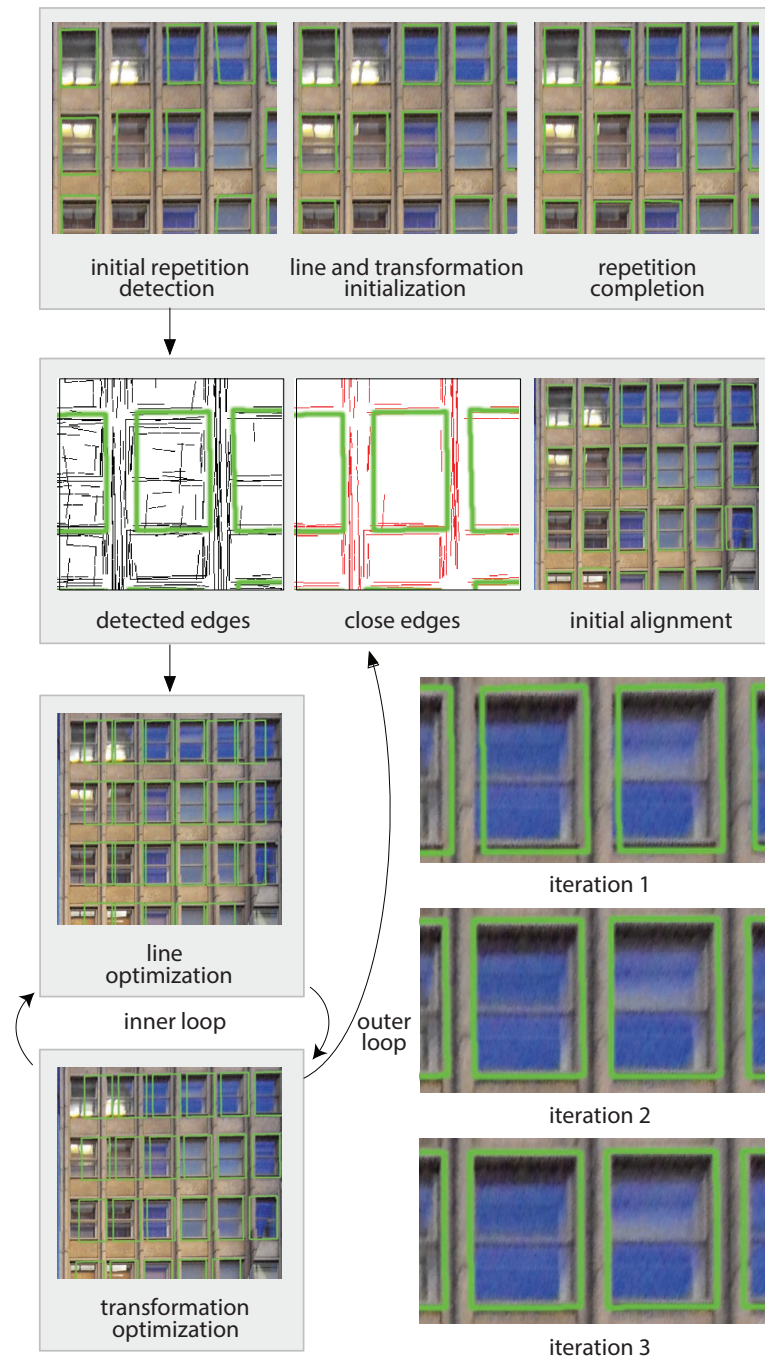 initial repetition
detection
line and transformation
initialization
repetition
completion
detected edges
close edges
initial alignment
line
optimization
inner loop
outer
loop
transformation
optimization
iteration 1
iteration 2
iteration 3